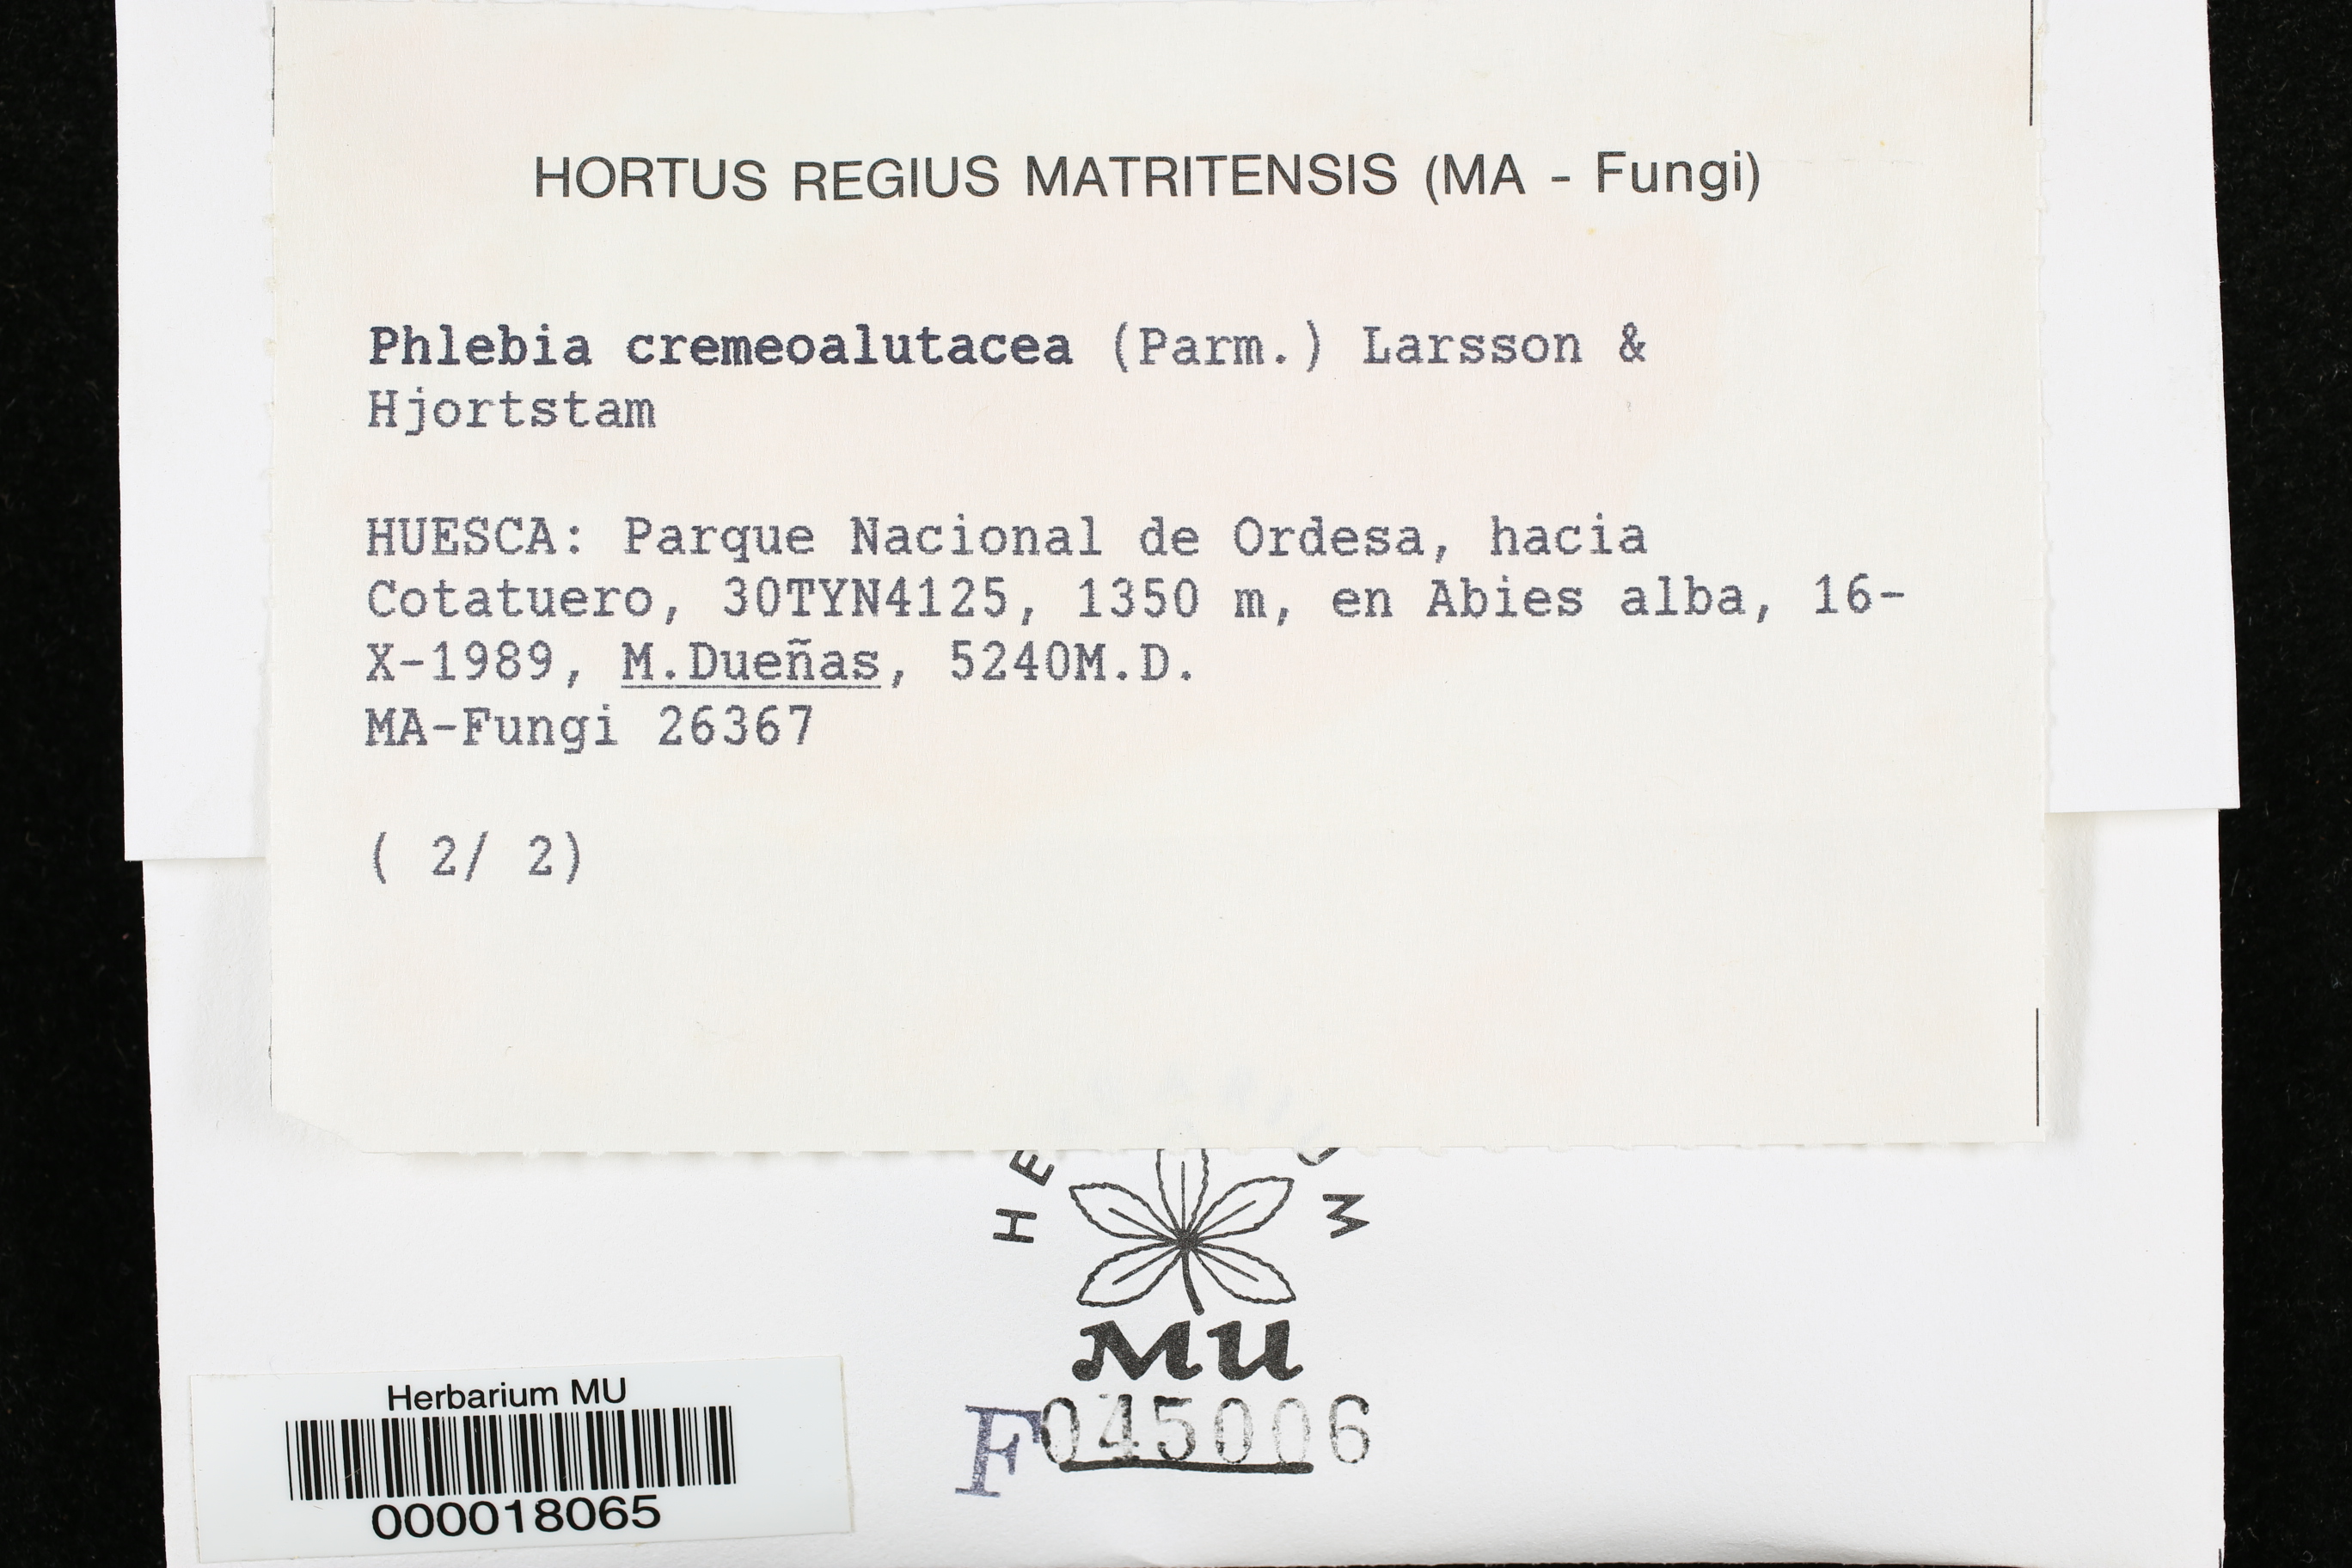 HORTUS REGIUS MATRITENSIS (MA - Fungi)
Phlebia cremeoalutacea (Parm.) Larsson &
Hjortstam
HUESCA: Parque Nacional de Ordesa, hacia
Cotatuero, 30TYN4125, 1350 m, en Abies alba, 16-
X-1989, M.Dueñas, 5240M.D.
MA-Fungi 26367
( 2/ 2)
MU
F045006
Herbarium MU
000018065